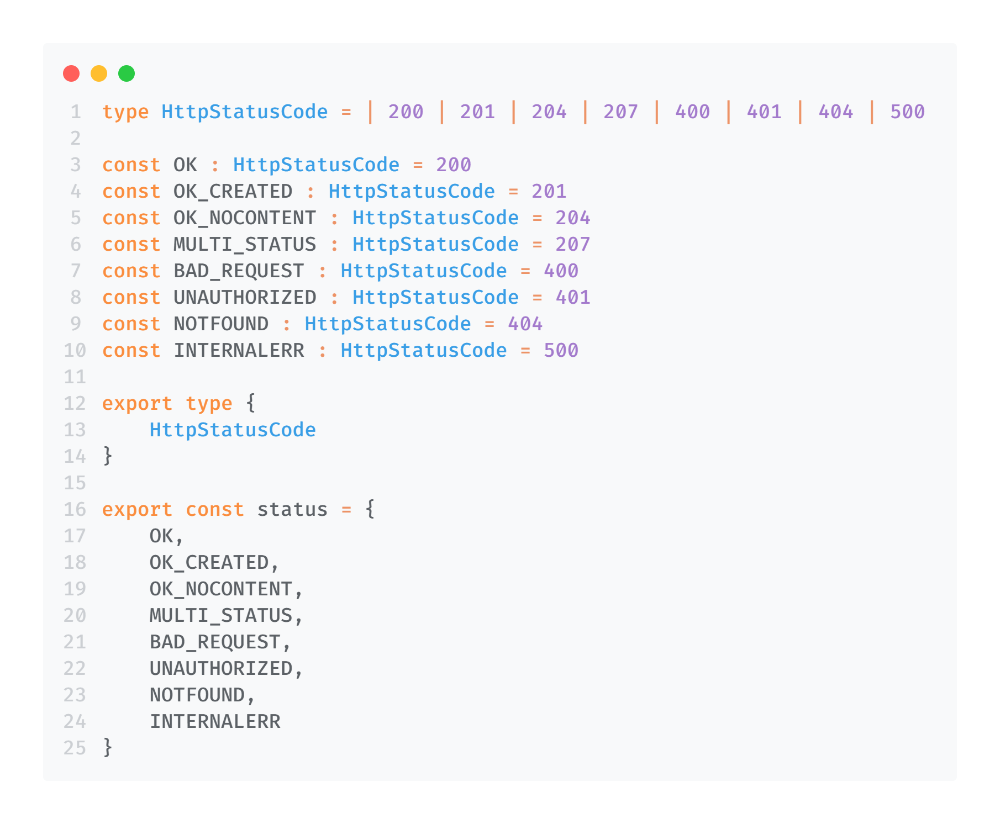 1 type HttpStatusCode = | 200 | 201 | 204 | 207 | 400 | 401 | 404 | 500
2
3 const OK : HttpStatusCode = 200
4 const OK_CREATED : HttpStatusCode = 201
5 const OK_NOCONTENT : HttpStatusCode = 204
6 const MULTI_STATUS : HttpStatusCode = 207
7 const BAD_REQUEST : HttpStatusCode = 400
8 const UNAUTHORIZED : HttpStatusCode = 401
9 const NOTFOUND : HttpStatusCode = 404
10 const INTERNALERR : HttpStatusCode = 500
11
12 export type {
13     HttpStatusCode
14 }
15
16 export const status = {
17     OK,
18     OK_CREATED,
19     OK_NOCONTENT,
20     MULTI_STATUS,
21     BAD_REQUEST,
22     UNAUTHORIZED,
23     NOTFOUND,
24     INTERNALERR
25 }